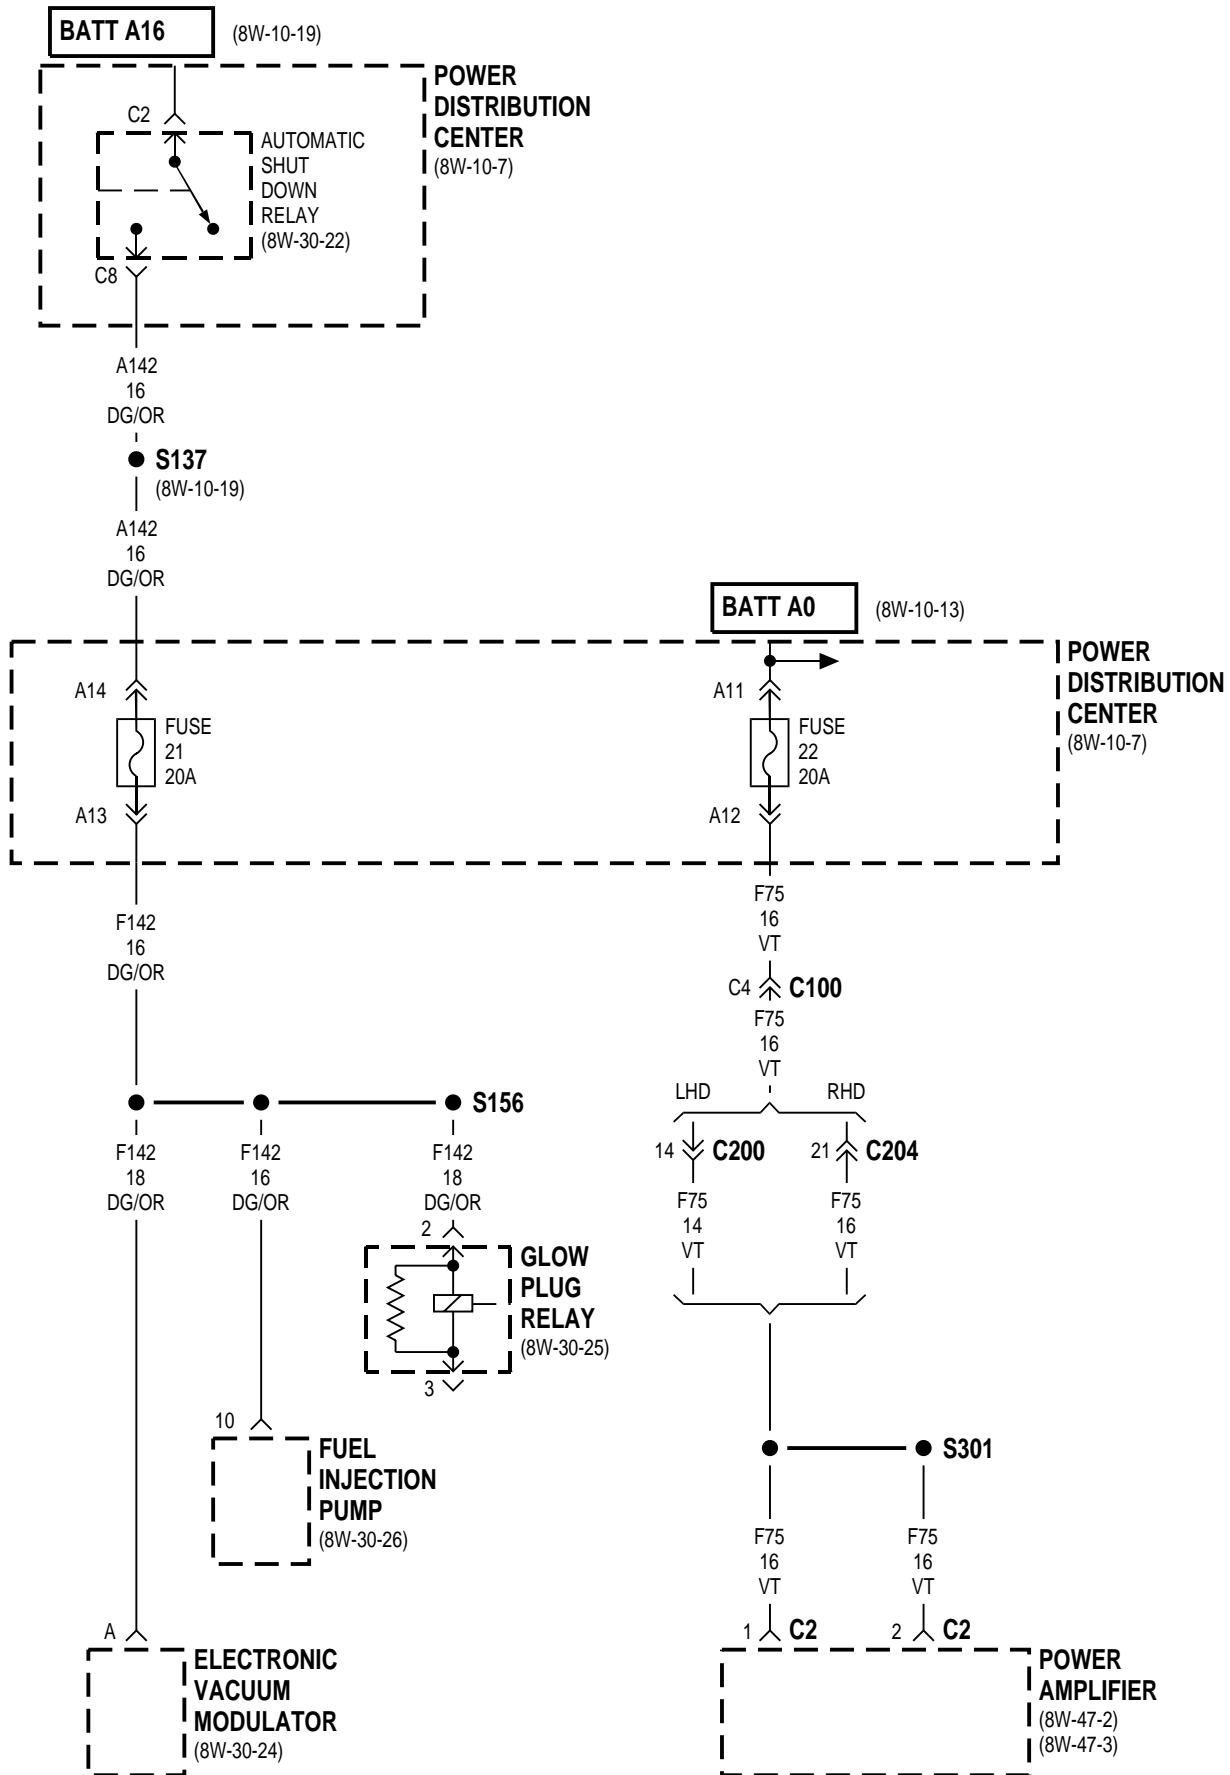 BATT A16 (8W-10-19)
POWER
DISTRIBUTION
CENTER
(8W-10-7)
C2
AUTOMATIC
SHUT
DOWN
RELAY
(8W-30-22)
C8
A142
16
DG/OR
S137
(8W-10-19)
A142
16
DG/OR
BATT A0 (8W-10-13)
POWER
DISTRIBUTION
CENTER
(8W-10-7)
A14
FUSE
21
20A
A13
A11
FUSE
22
20A
A12
F142
16
DG/OR
F75
16
VT
C4 C100
F75
16
VT
LHD RHD
S156
14 C200 21 C204
F142
18
DG/OR
F142
16
DG/OR
F142
18
DG/OR
F75
14
VT
F75
16
VT
2
GLOW
PLUG
RELAY
(8W-30-25)
3
10
FUEL
INJECTION
PUMP
(8W-30-26)
S301
F75
16
VT
F75
16
VT
A
ELECTRONIC
VACUUM
MODULATOR
(8W-30-24)
1 C2 2 C2
POWER
AMPLIFIER
(8W-47-2)
(8W-47-3)